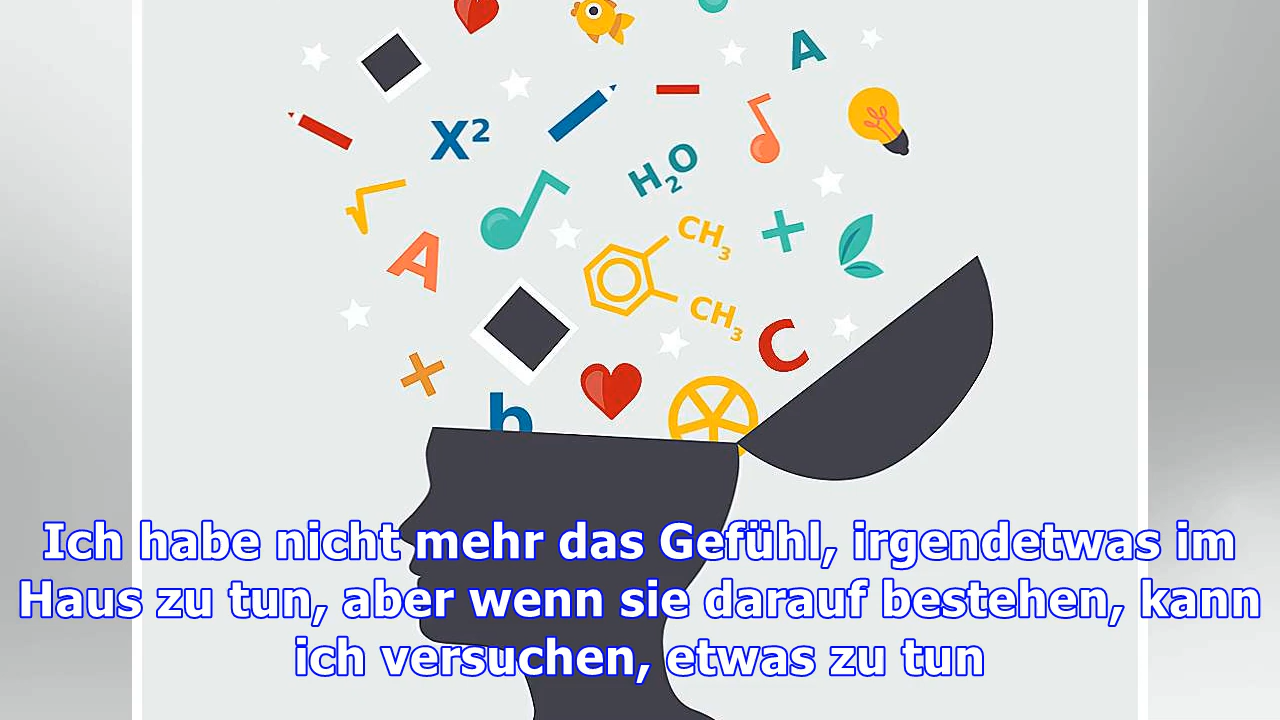 A
X²
H₂O
CH₃
A
CH₃
C
b
Ich habe nicht mehr das Gefühl, irgendetwas im
Haus zu tun, aber wenn sie darauf bestehen, kann
ich versuchen, etwas zu tun